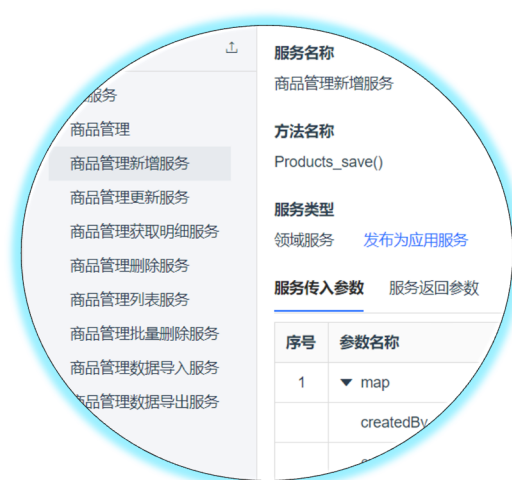 服务
商品管理
商品管理新增服务
商品管理更新服务
商品管理获取明细服务
商品管理删除服务
商品管理列表服务
商品管理批量删除服务
商品管理数据导入服务
商品管理数据导出服务
服务名称
商品管理新增服务
方法名称
Products_save()
服务类型
领域服务 发布为应用服务
服务传入参数 服务返回参数
序号 参数名称
1 map
createdBy